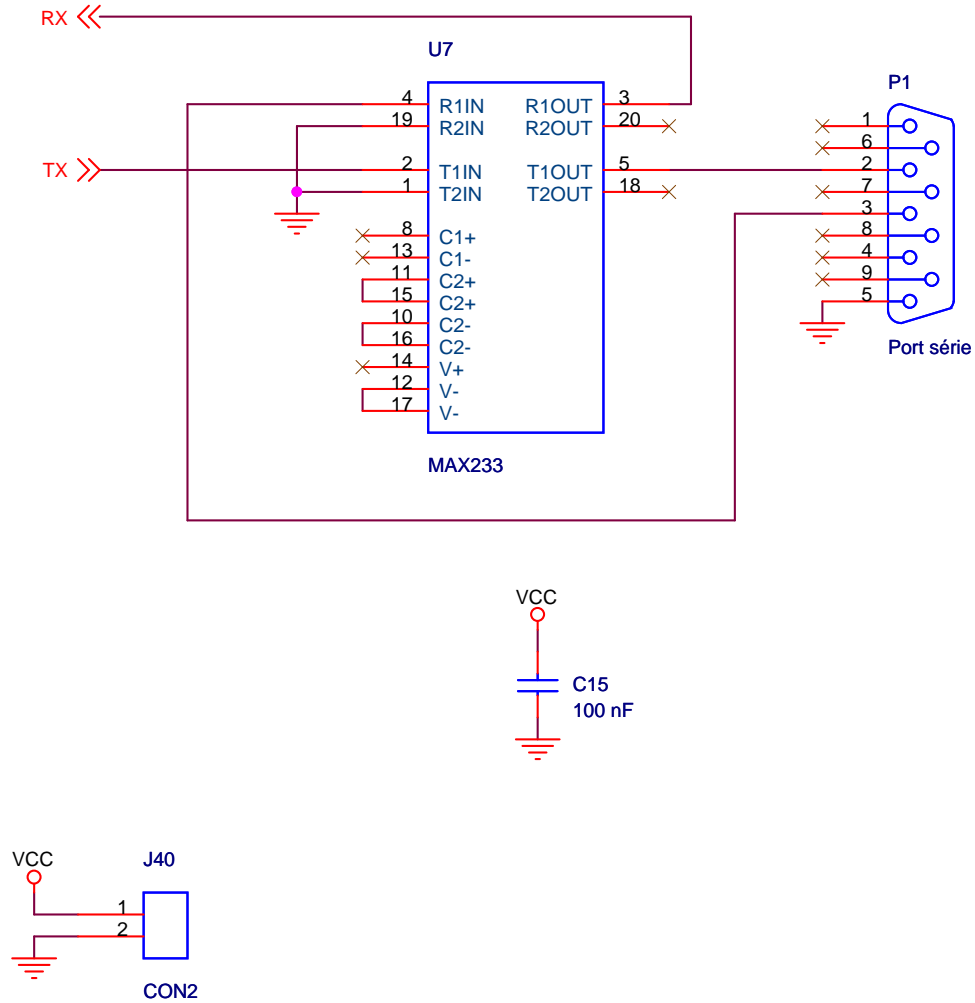 RX
U7
P1
4 R1IN R1OUT 3
19 R2IN R2OUT 20
TX
2 T1IN T1OUT 5
1 T2IN T2OUT 18
8 C1+
13 C1-
11 C2+
15 C2+
10 C2-
16 C2-
14 V+
12 V-
17 V-
MAX233
1
6
2
7
3
8
4
9
5
Port série
VCC
C15
100 nF
VCC
J40
1
2
CON2